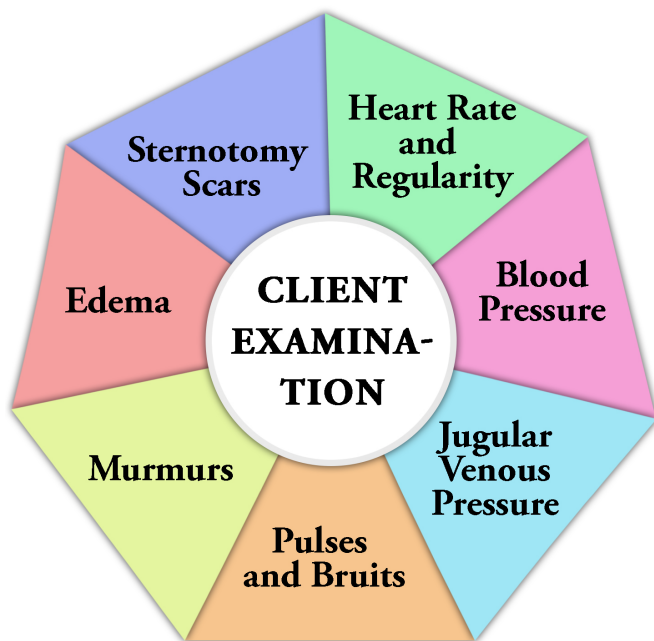 Heart Rate
and
Regularity
Blood
Pressure
Jugular
Venous
Pressure
Pulses
and Bruits
Murmurs
Edema
Sternotomy
Scars
CLIENT
EXAMINA-
TION